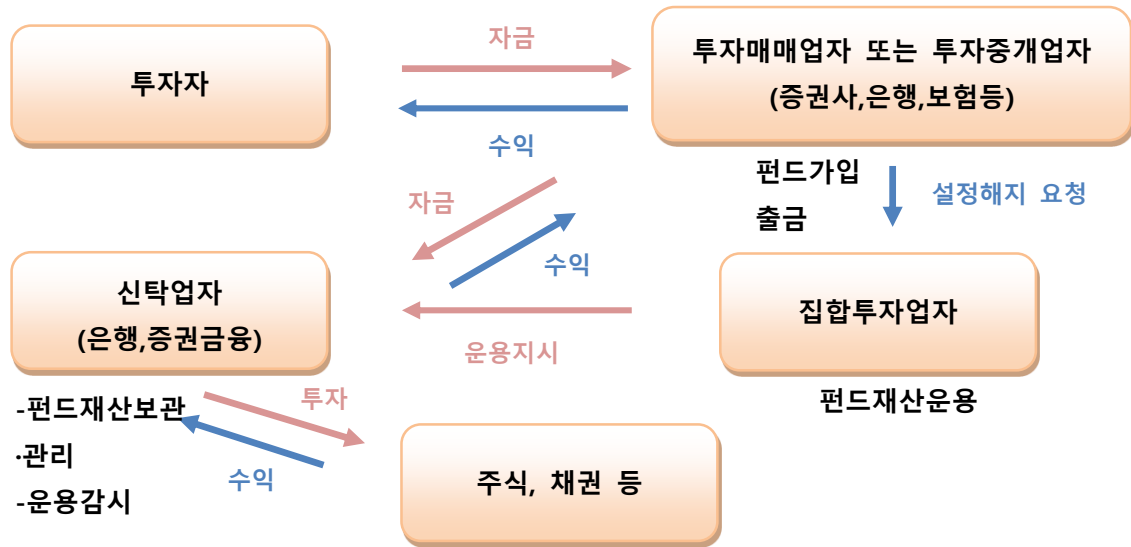 투자자
자금
수익
투자매매업자 또는 투자중개업자
(증권사,은행,보험등)
펀드가입
출금
설정해지 요청
자금
수익
신탁업자
(은행,증권금융)
운용지시
집합투자업자
펀드재산운용
-펀드재산보관
·관리
-운용감시
투자
수익
주식, 채권 등